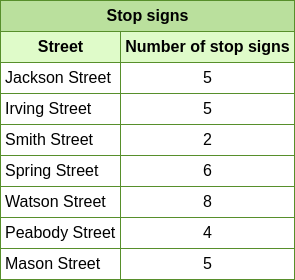 Stop signs
Street Number of stop signs
Jackson Street 5
Irving Street 5
Smith Street 2
Spring Street 6
Watson Street 8
Peabody Street 4
Mason Street 5